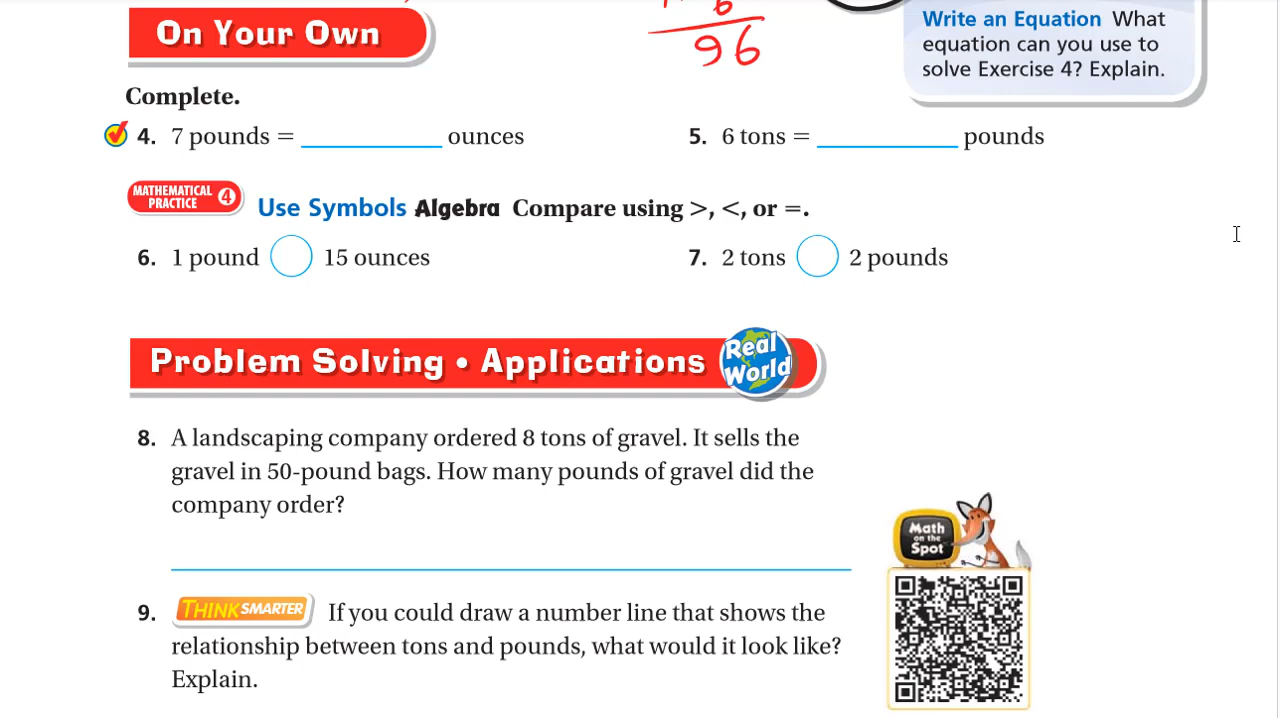 On Your Own
6
96
Write an Equation What
equation can you use to
solve Exercise 4? Explain.
Complete.
4. 7 pounds = __________ ounces
5. 6 tons = __________ pounds
MATHEMATICAL PRACTICE 4 Use Symbols Algebra Compare using >, <, or =.
6. 1 pound ◯ 15 ounces
7. 2 tons ◯ 2 pounds
Problem Solving • Applications Real World
8. A landscaping company ordered 8 tons of gravel. It sells the
gravel in 50-pound bags. How many pounds of gravel did the
company order?
Math
on the
Spot
9. THINK SMARTER If you could draw a number line that shows the
relationship between tons and pounds, what would it look like?
Explain.